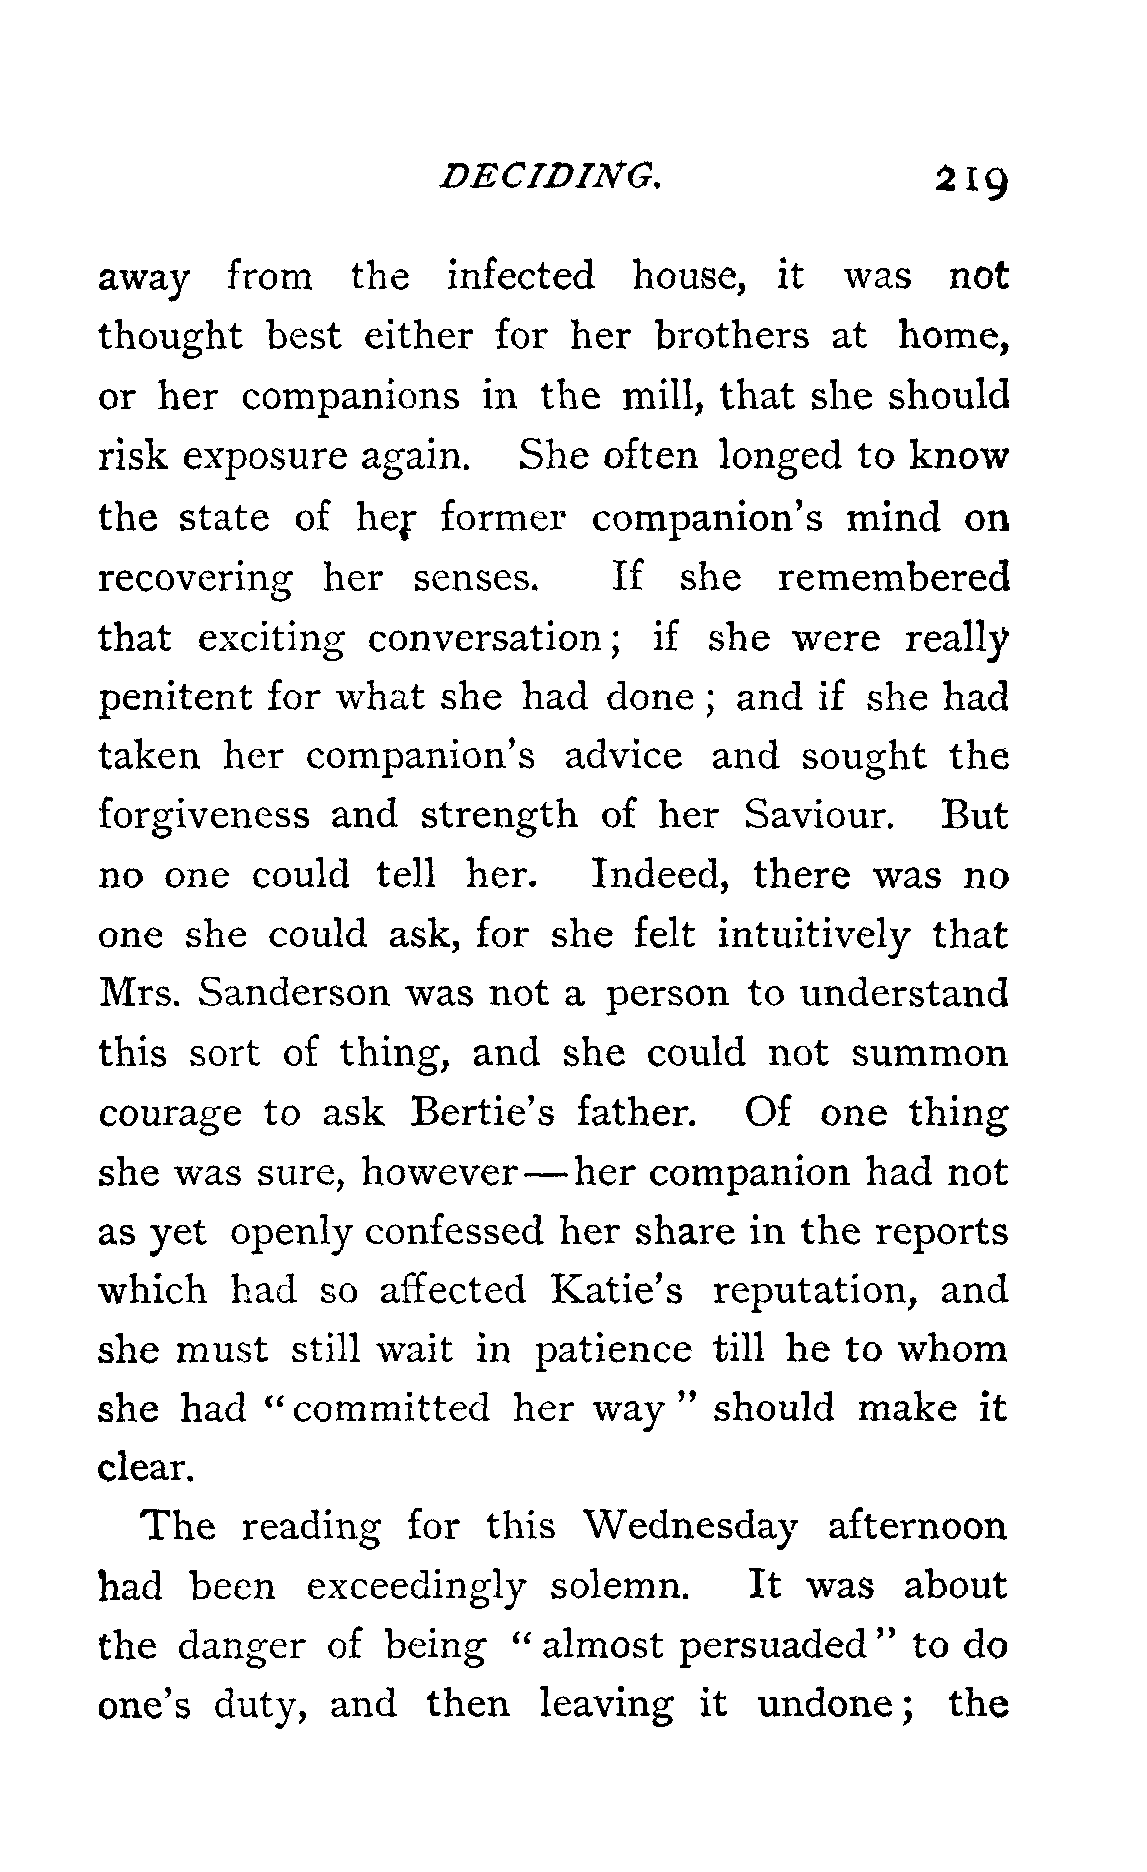 DECIDING. 219
away from the infected house, it was not
thought best either for her brothers at home,
or her companions in the mill, that she should
risk exposure again. She often longed to know
the state of her former companion's mind on
recovering her senses. If she remembered
that exciting conversation; if she were really
penitent for what she had done; and if she had
taken her companion's advice and sought the
forgiveness and strength of her Saviour. But
no one could tell her. Indeed, there was no
one she could ask, for she felt intuitively that
Mrs. Sanderson was not a person to understand
this sort of thing, and she could not summon
courage to ask Bertie's father. Of one thing
she was sure, however—her companion had not
as yet openly confessed her share in the reports
which had so affected Katie's reputation, and
she must still wait in patience till he to whom
she had "committed her way" should make it
clear.
The reading for this Wednesday afternoon
had been exceedingly solemn. It was about
the danger of being "almost persuaded" to do
one's duty, and then leaving it undone; the